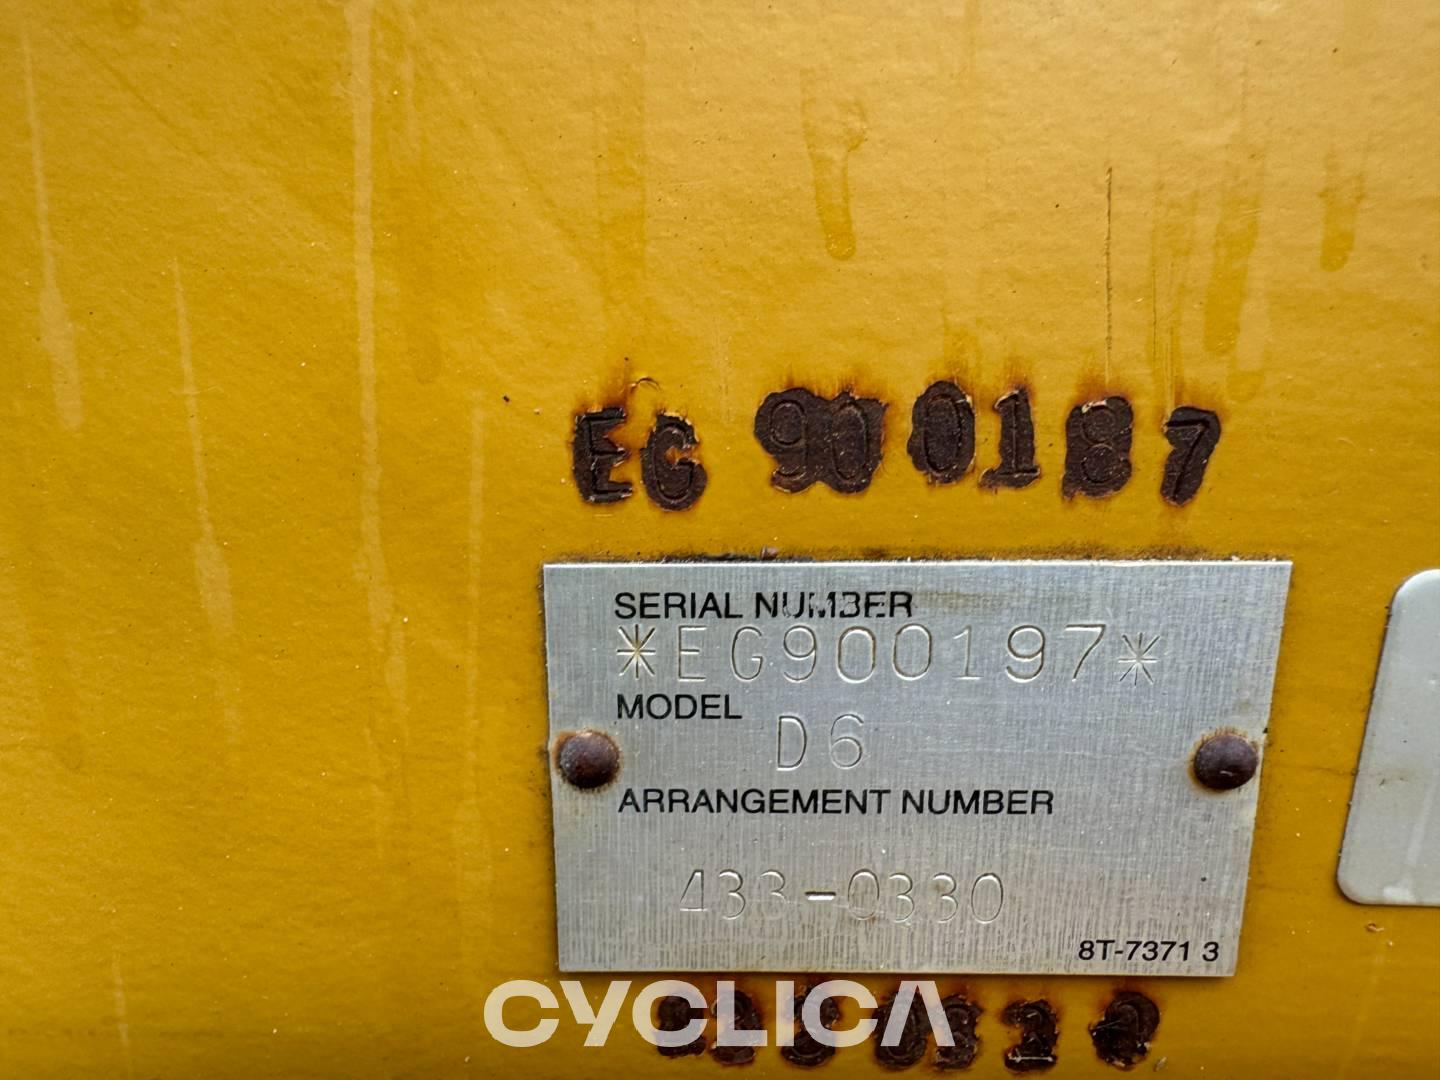 EG 900187
SERIAL NUMBER
*EG900197*
MODEL D6
ARRANGEMENT NUMBER
433-0330
8T-7371 3
CYCLICA